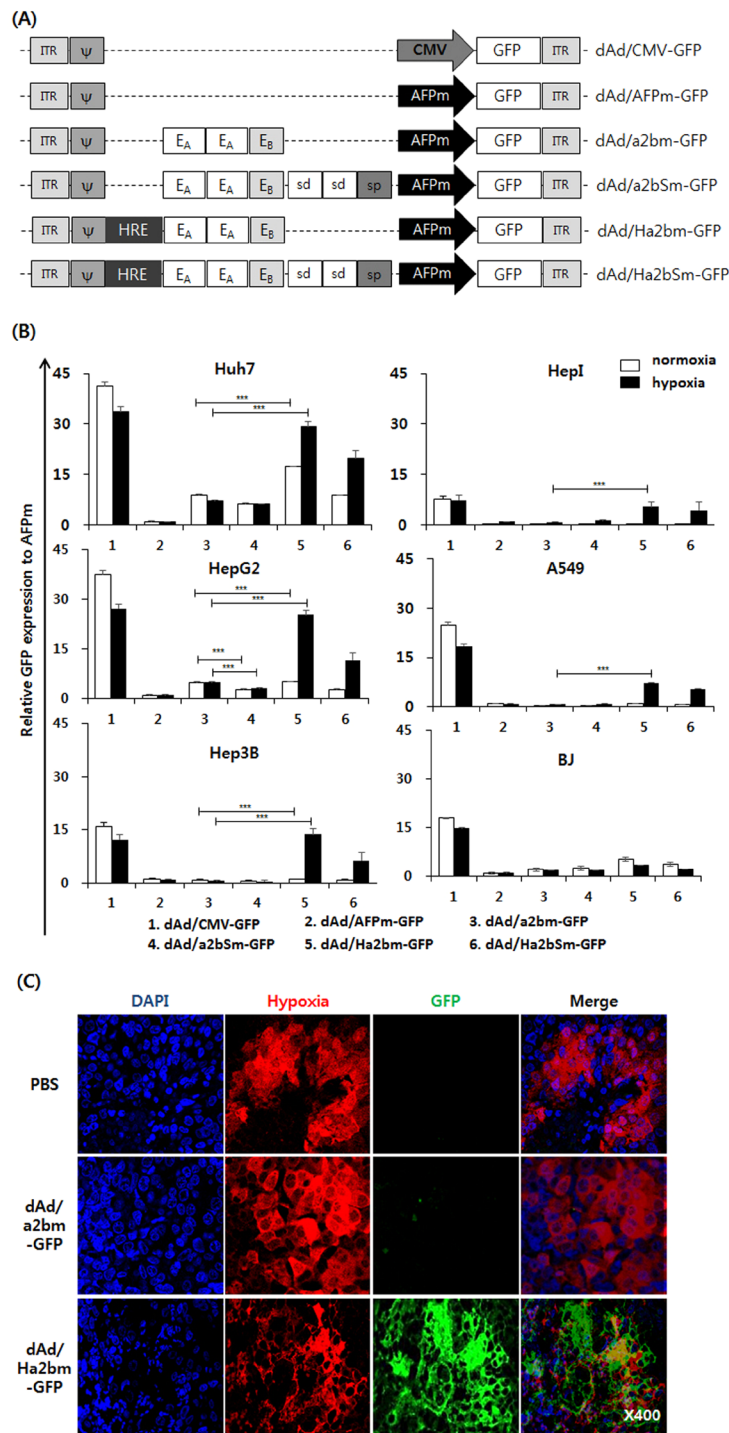 (A)
ITR ψ CMV GFP ITR dAd/CMV-GFP
ITR ψ AFPm GFP ITR dAd/AFPm-GFP
ITR ψ EA EA EB AFPm GFP ITR dAd/a2bm-GFP
ITR ψ EA EA EB sd sd sp AFPm GFP ITR dAd/a2bSm-GFP
ITR ψ HRE EA EA EB AFPm GFP ITR dAd/Ha2bm-GFP
ITR ψ HRE EA EA EB sd sd sp AFPm GFP ITR dAd/Ha2bSm-GFP
(B)
Relative GFP expression to AFPm
Huh7
45
30
15
0
*** 
***
1 2 3 4 5 6
HepI
normoxia
hypoxia
45
30
15
0
***
1 2 3 4 5 6
HepG2
45
30
15
0
***
***
***
***
1 2 3 4 5 6
A549
45
30
15
0
***
1 2 3 4 5 6
Hep3B
45
30
15
0
***
***
1 2 3 4 5 6
BJ
45
30
15
0
1 2 3 4 5 6
1. dAd/CMV-GFP 2. dAd/AFPm-GFP 3. dAd/a2bm-GFP
4. dAd/a2bSm-GFP 5. dAd/Ha2bm-GFP 6. dAd/Ha2bSm-GFP
(C)
DAPI Hypoxia GFP Merge
PBS
dAd/
a2bm
-GFP
dAd/
Ha2bm
-GFP
X400